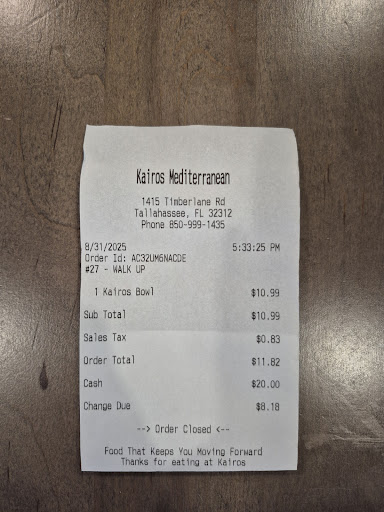 Kairos Mediterranean
1415 Timberlane Rd
Tallahassee, FL 32312
Phone 850-999-1435
8/31/2025 5:33:25 PM
Order Id: AC32UM6NACDE
#27 - WALK UP
1 Kairos Bowl $10.99
Sub Total $10.99
Sales Tax $0.83
Order Total $11.82
Cash $20.00
Change Due $8.18
--> Order Closed <--
Food That Keeps You Moving Forward
Thanks for eating at Kairos